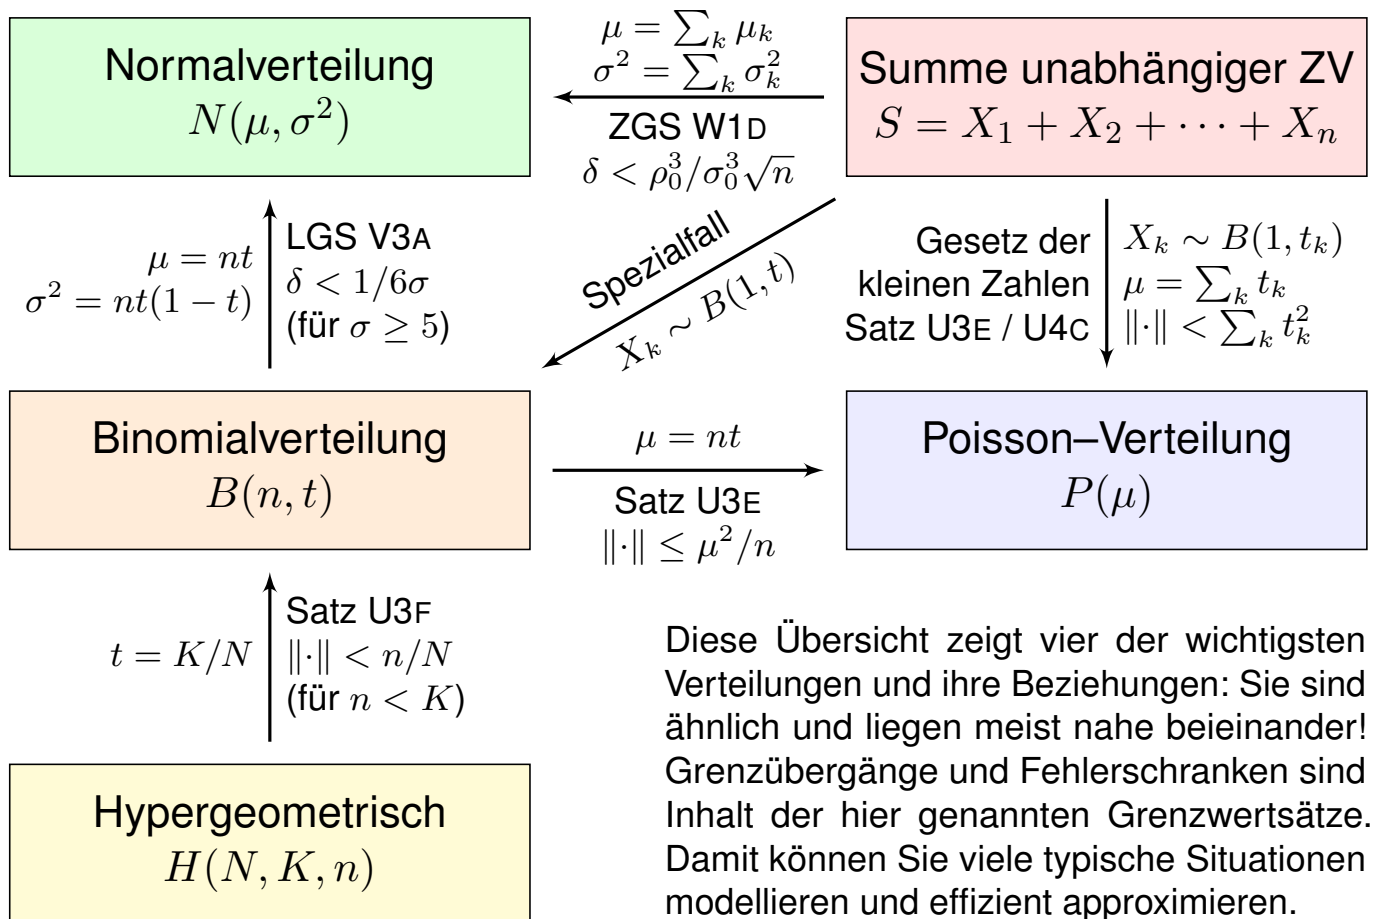 Normalverteilung
N(μ, σ²)
μ = ∑ₖ μₖ
σ² = ∑ₖ σₖ²
ZGS W1D
δ < ρ₀³/σ₀³√n
Summe unabhängiger ZV
S = X₁ + X₂ + ⋯ + Xₙ
μ = nt
σ² = nt(1 − t)
LGS V3A
δ < 1/6σ
(für σ ≥ 5)
Spezialfall
Xₖ ∼ B(1, t)
Gesetz der
kleinen Zahlen
Satz U3E / U4C
Xₖ ∼ B(1, tₖ)
μ = ∑ₖ tₖ
‖·‖ < ∑ₖ tₖ²
Binomialverteilung
B(n, t)
μ = nt
Satz U3E
‖·‖ ≤ μ²/n
Poisson–Verteilung
P(μ)
t = K/N
Satz U3F
‖·‖ < n/N
(für n < K)
Hypergeometrisch
H(N, K, n)
Diese Übersicht zeigt vier der wichtigsten
Verteilungen und ihre Beziehungen: Sie sind
ähnlich und liegen meist nahe beieinander!
Grenzübergänge und Fehlerschranken sind
Inhalt der hier genannten Grenzwertsätze.
Damit können Sie viele typische Situationen
modellieren und effizient approximieren.